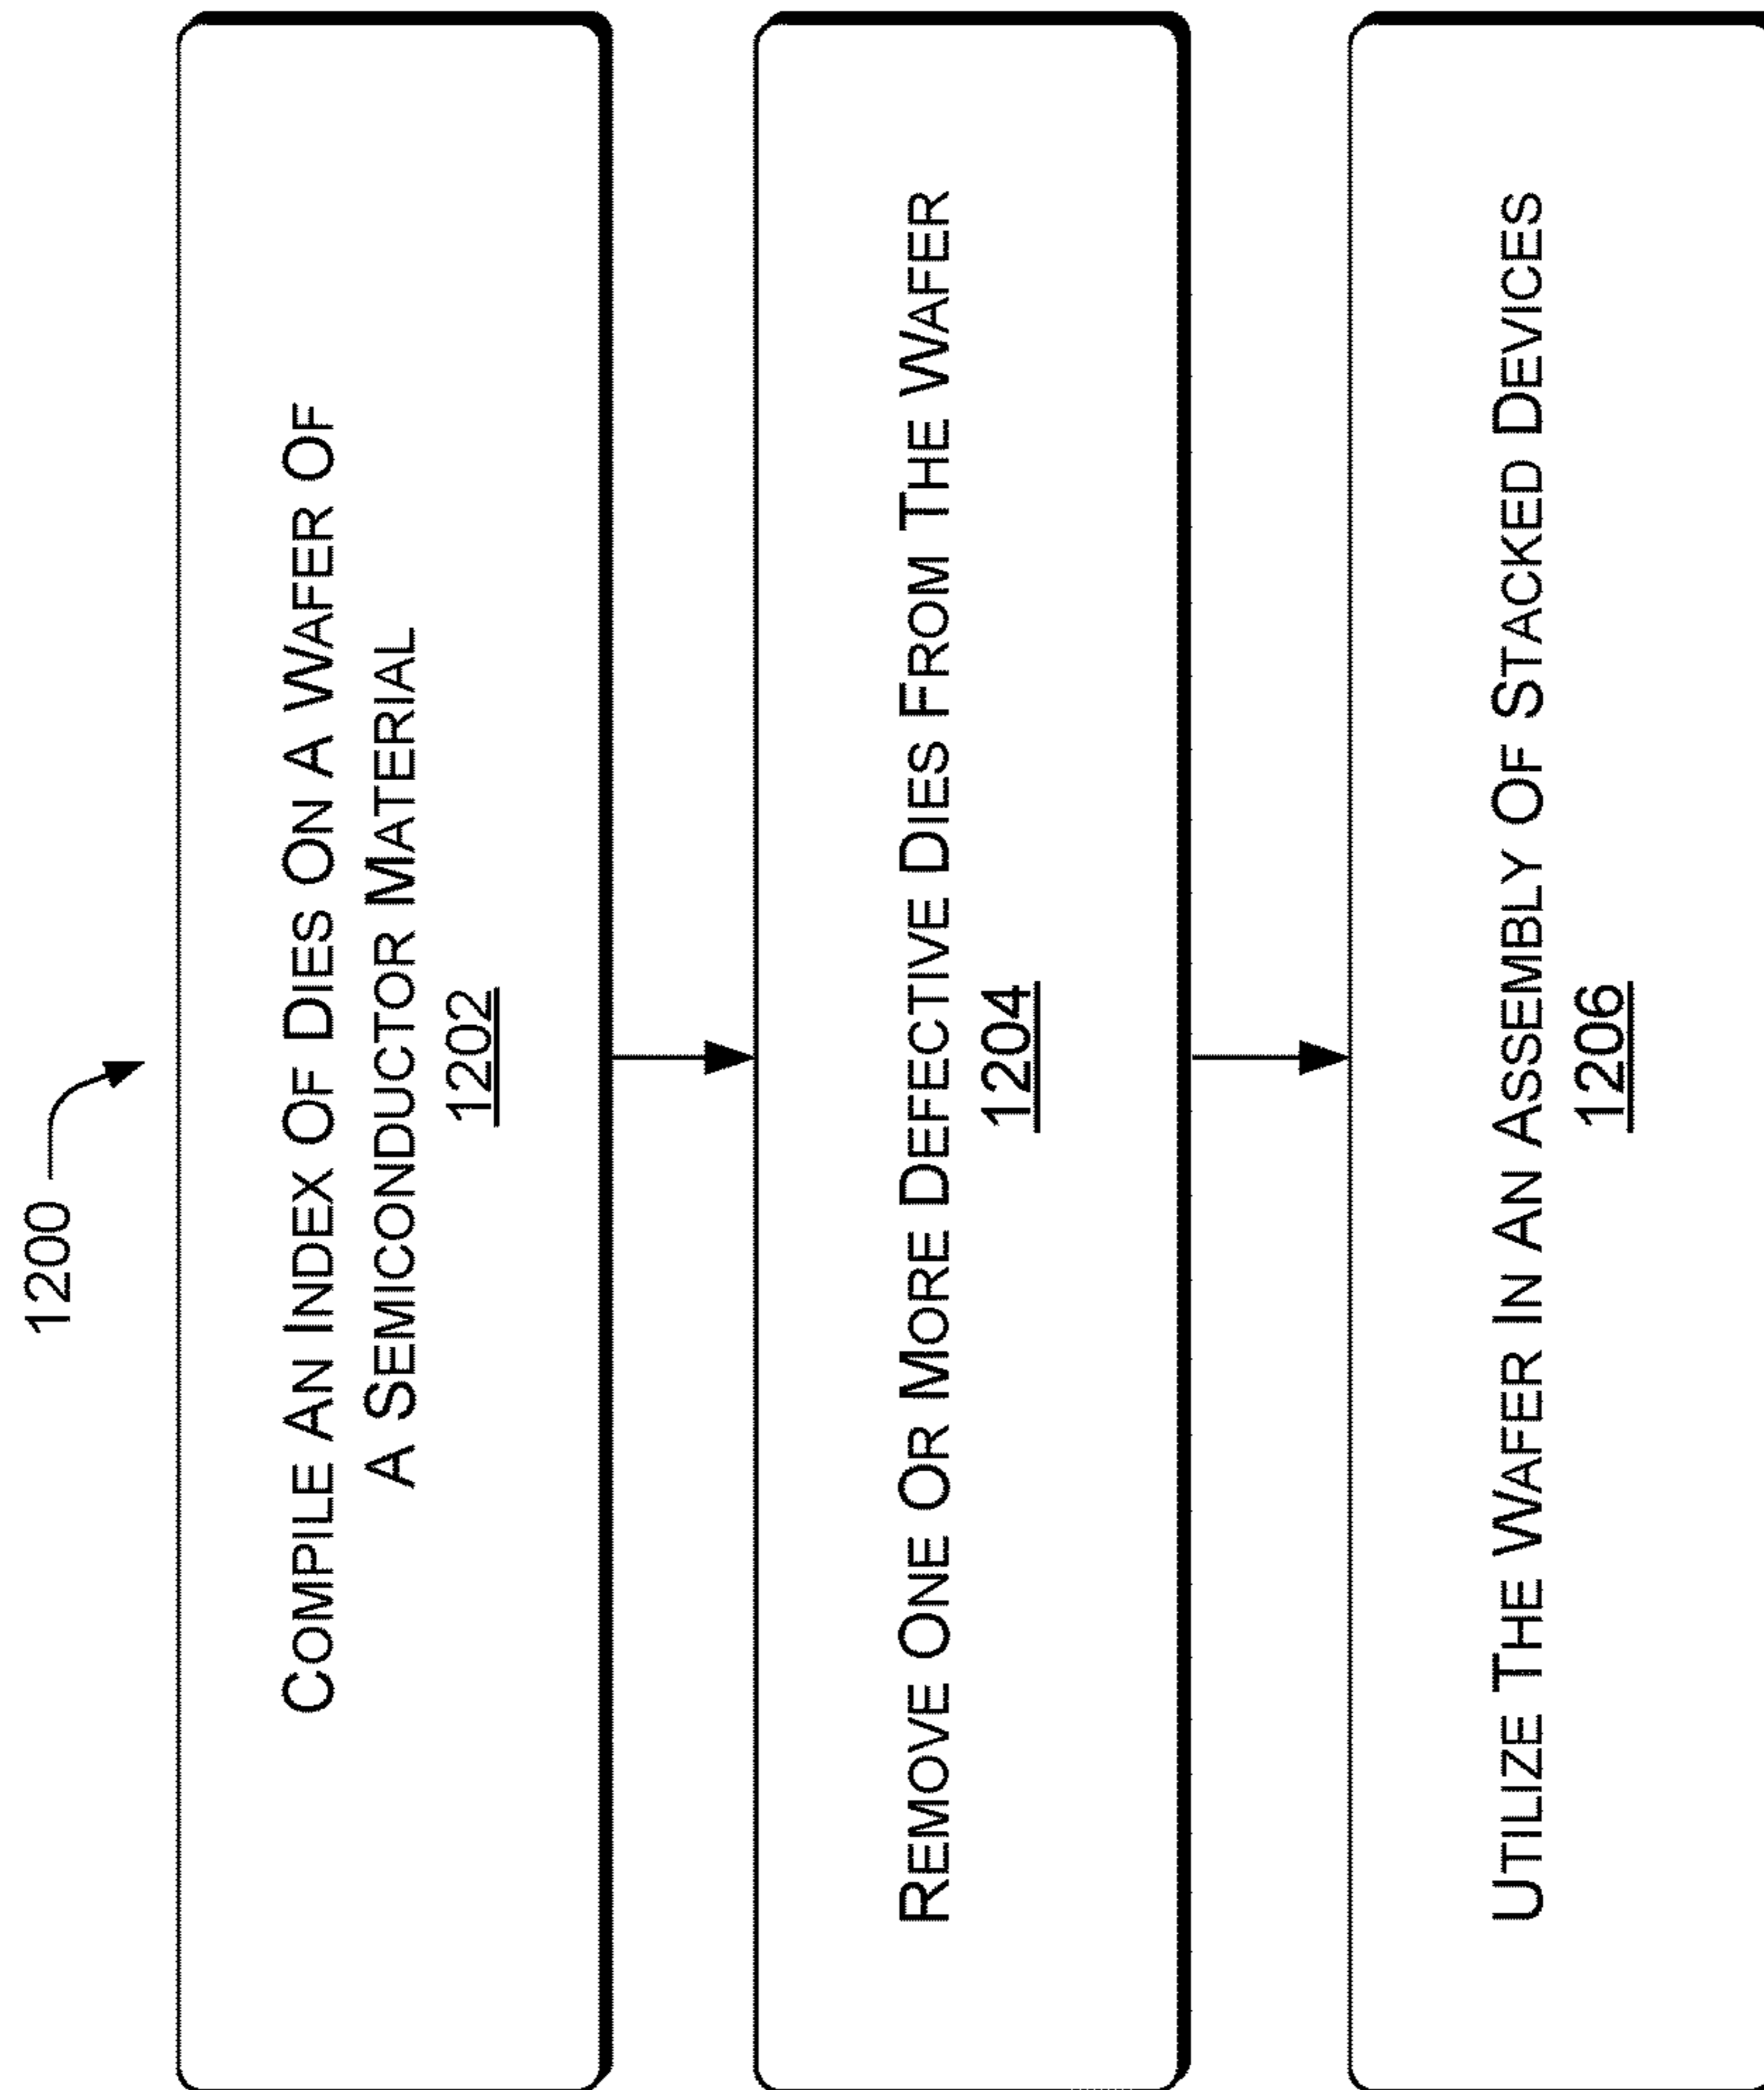 1200
COMPILE AN INDEX OF DIES ON A WAFER OF
A SEMICONDUCTOR MATERIAL
1202
REMOVE ONE OR MORE DEFECTIVE DIES FROM THE WAFER
1204
UTILIZE THE WAFER IN AN ASSEMBLY OF STACKED DEVICES
1206